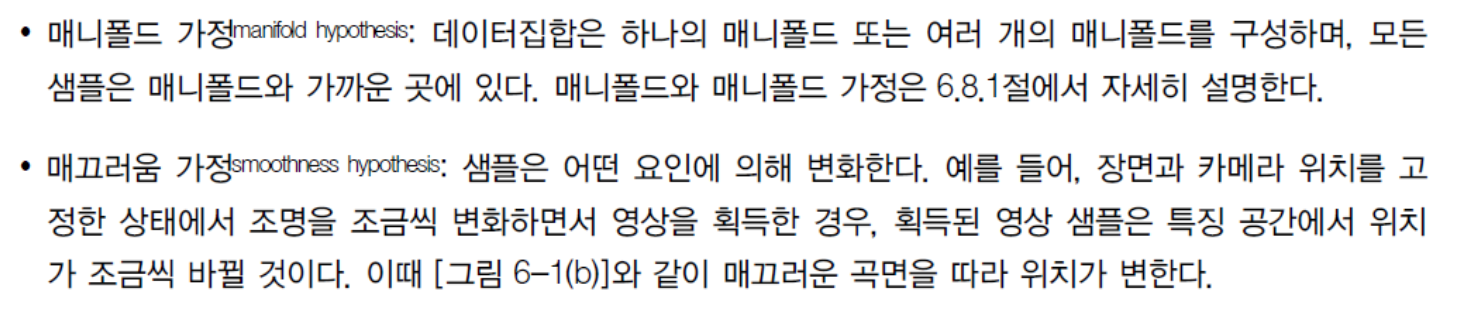 • 매니폴드 가정manifold hypothesis: 데이터집합은 하나의 매니폴드 또는 여러 개의 매니폴드를 구성하며, 모든
샘플은 매니폴드와 가까운 곳에 있다. 매니폴드와 매니폴드 가정은 6.8.1절에서 자세히 설명한다.
• 매끄러움 가정smoothness hypothesis: 샘플은 어떤 요인에 의해 변화한다. 예를 들어, 장면과 카메라 위치를 고
정한 상태에서 조명을 조금씩 변화하면서 영상을 획득한 경우, 획득된 영상 샘플은 특징 공간에서 위치
가 조금씩 바뀔 것이다. 이때 [그림 6–1(b)]와 같이 매끄러운 곡면을 따라 위치가 변한다.